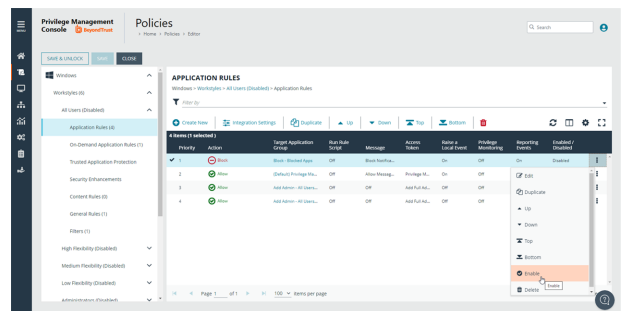 Privilege Management
Console BeyondTrust
Policies
> Home > Policies > Editor
Search
MENU
SAVE & UNLOCK
SAVE
CLOSE
Windows
Workstyles (6)
All Users (Disabled)
Application Rules (4)
On-Demand Application Rules (1)
Trusted Application Protection
Security Enhancements
Content Rules (0)
General Rules (1)
Filters (1)
High Flexibility (Disabled)
Medium Flexibility (Disabled)
Low Flexibility (Disabled)
Administrators (Disabled)
APPLICATION RULES
Windows > Workstyles > All Users (Disabled) > Application Rules
Filter by
Create New
Integration Settings
Duplicate
Up
Down
Top
Bottom
4 items (1 selected )
Priority Action Target Application Group Run Rule Script Message Access Token Raise a Local Event Privilege Monitoring Reporting Events Enabled / Disabled
1 Block Block - Blocked Apps Off Block Notifica... On Off On Disabled
2 Allow (Default) Privilege Ma... Off Allow Messag... Privilege M... On Off
3 Allow Add Admin - All Users... Off Off Add Full Ad... On Off
4 Allow Add Admin - All Users... Off Off Add Full Ad... On Off
Edit
Duplicate
Up
Down
Top
Bottom
Enable
Enable
Delete
Page 1 of 1
100 items per page